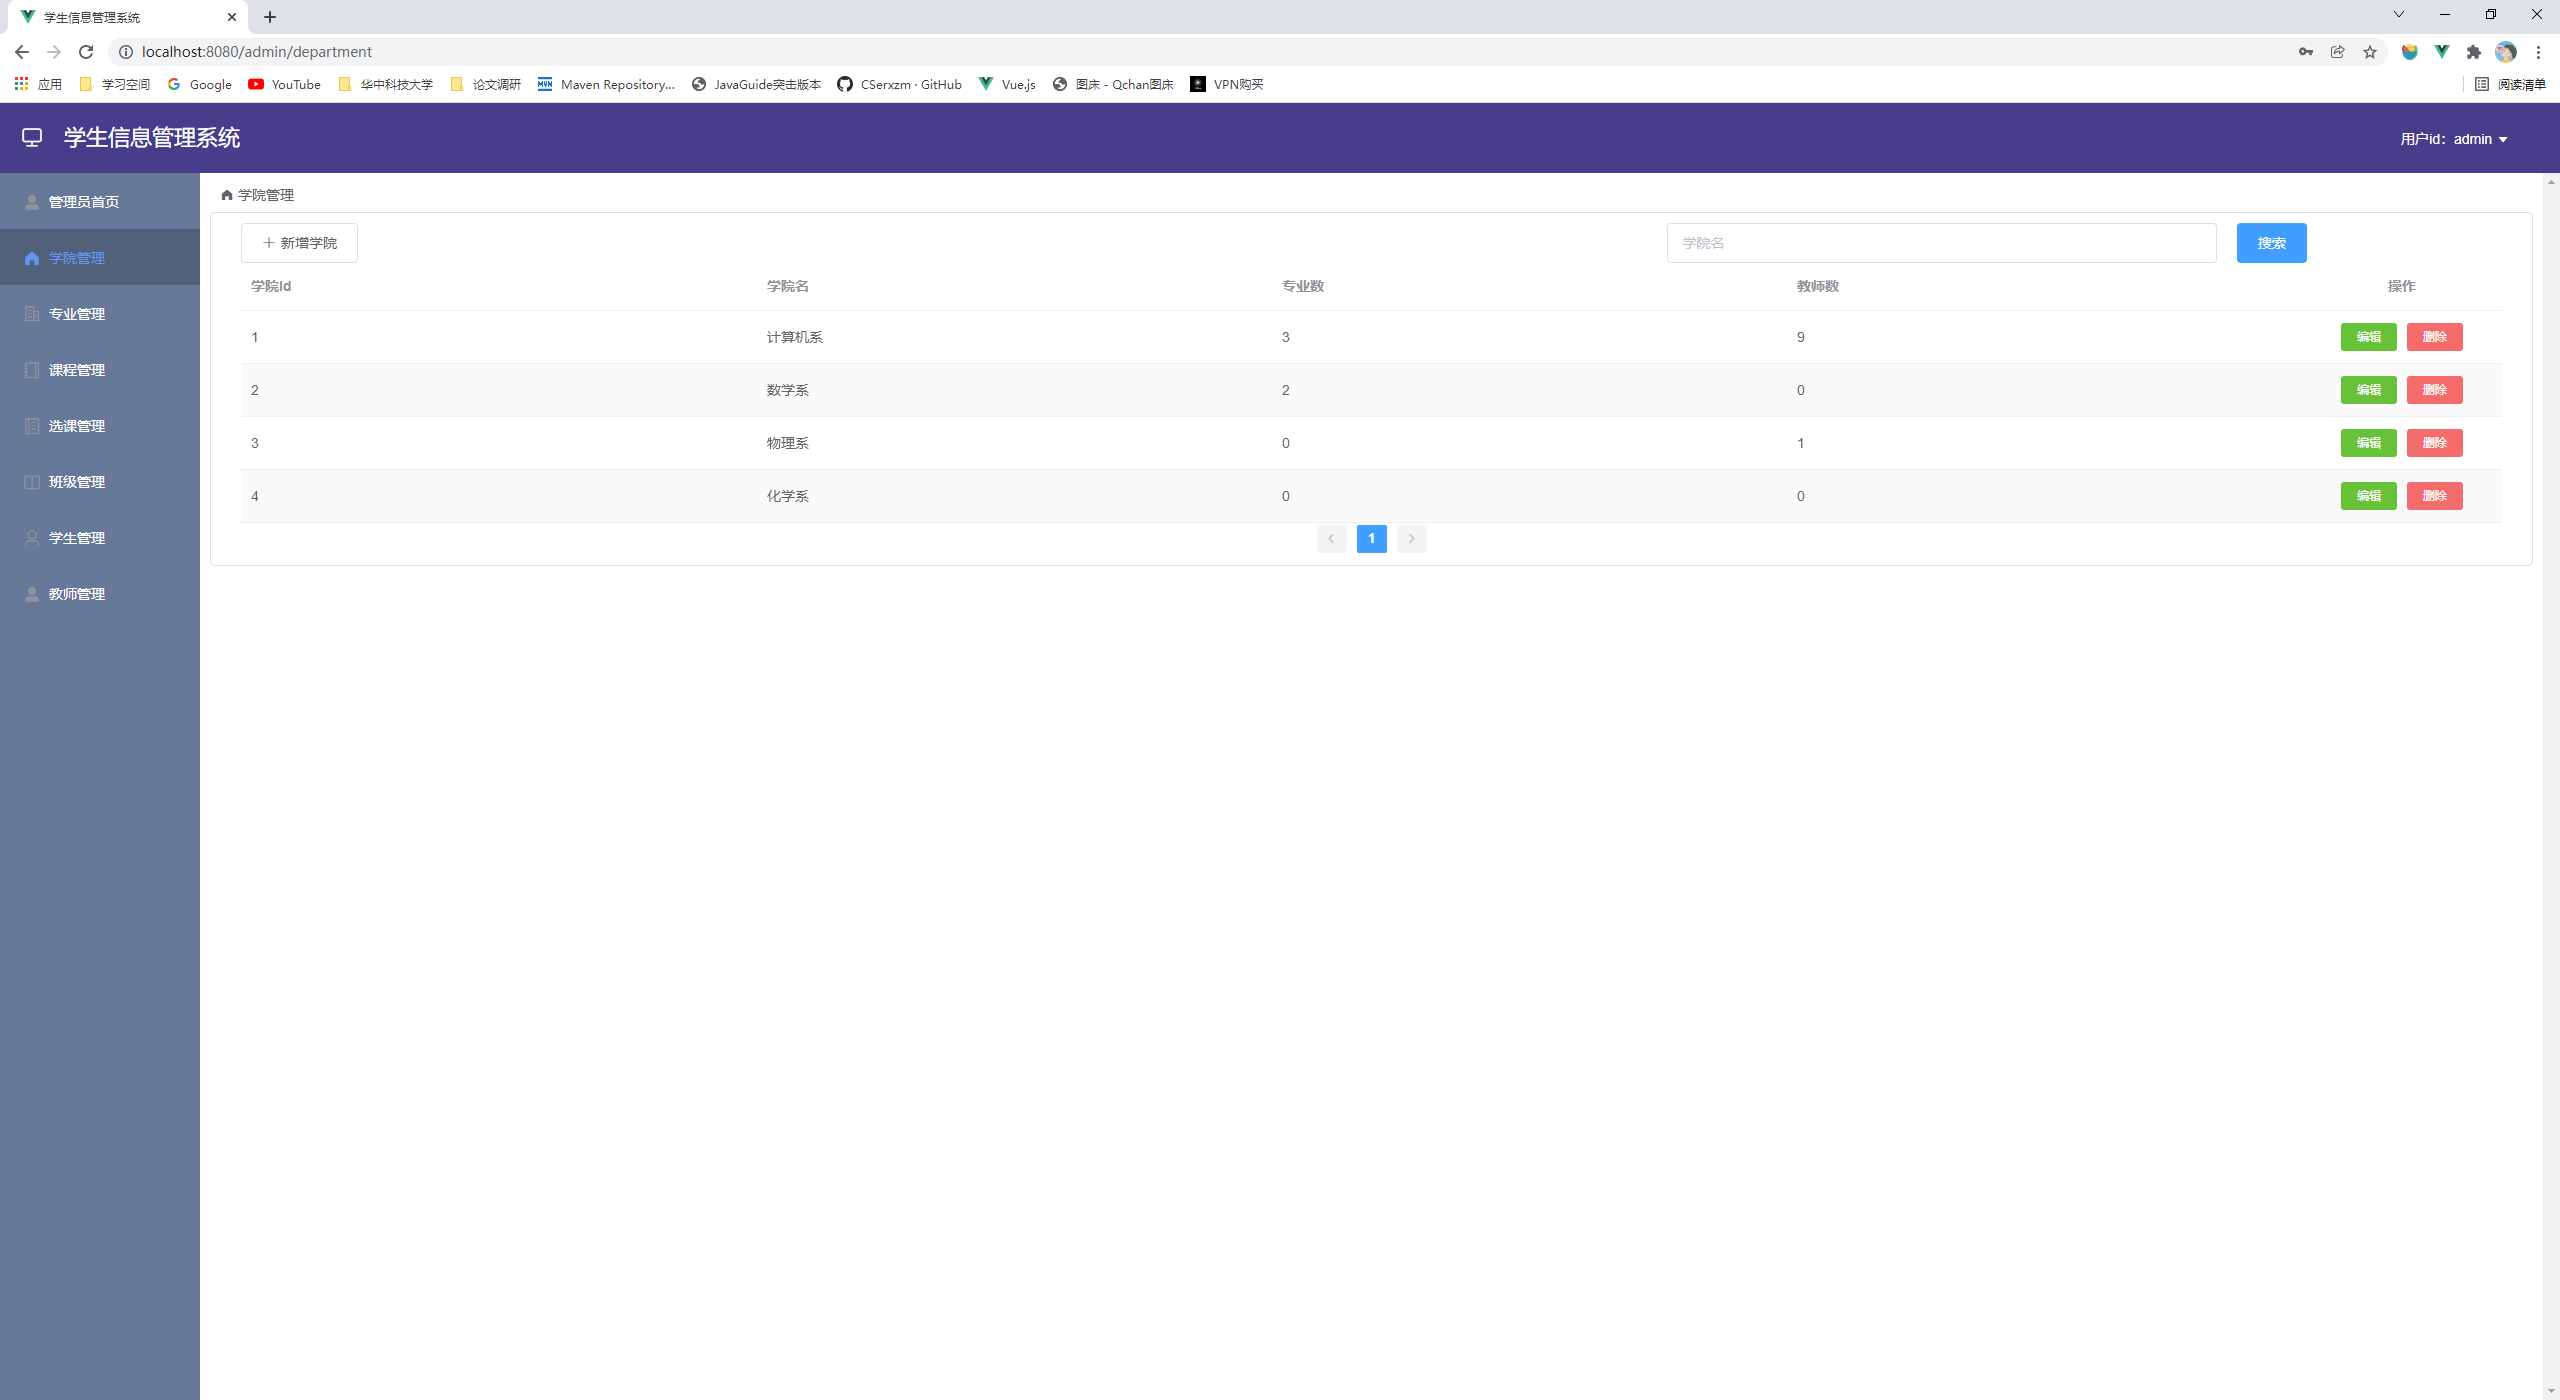 学生信息管理系统
localhost:8080/admin/department
应用 学习空间 Google YouTube 华中科技大学 论文调研 Maven Repository... JavaGuide突击版本 CSerxzm · GitHub Vue.js 图床 - Qchan图床 VPN购买 阅读清单
学生信息管理系统 用户id: admin
管理员首页
学院管理
专业管理
课程管理
选课管理
班级管理
学生管理
教师管理
学院管理
新增学院 学院名 搜索
学院Id 学院名 专业数 教师数 操作
1 计算机系 3 9 编辑 删除
2 数学系 2 0 编辑 删除
3 物理系 0 1 编辑 删除
4 化学系 0 0 编辑 删除
1